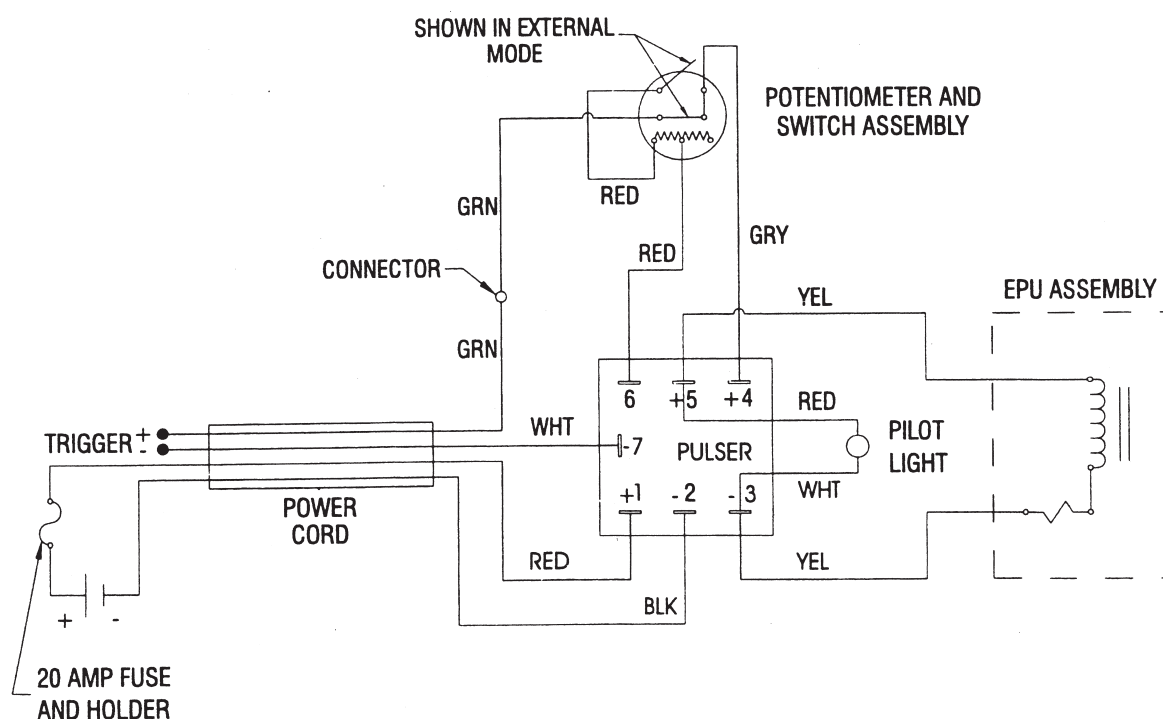 SHOWN IN EXTERNAL
MODE
POTENTIOMETER AND
SWITCH ASSEMBLY
RED
GRN
GRY
RED
CONNECTOR
YEL
EPU ASSEMBLY
GRN
6
+5
+4
RED
WHT
TRIGGER +
-
-7
PULSER
PILOT
LIGHT
WHT
+1
-2
-3
POWER
CORD
RED
YEL
BLK
+
-
20 AMP FUSE
AND HOLDER